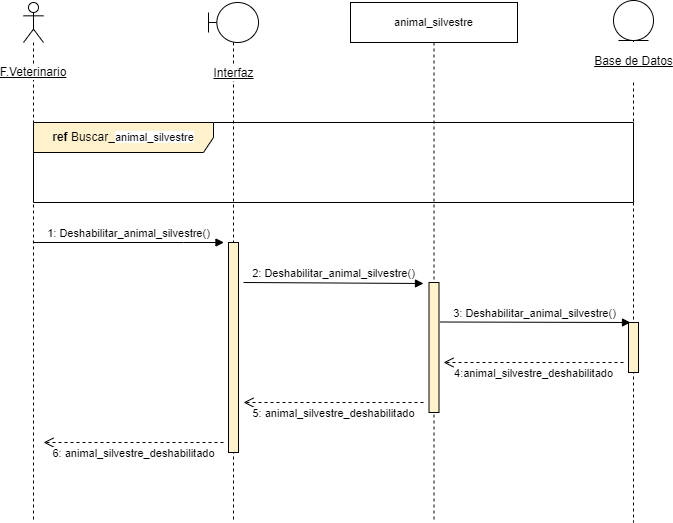 animal_silvestre
F.Veterinario
Interfaz
Base de Datos
ref Buscar_animal_silvestre
1: Deshabilitar_animal_silvestre()
2: Deshabilitar_animal_silvestre()
3: Deshabilitar_animal_silvestre()
4:animal_silvestre_deshabilitado
5: animal_silvestre_deshabilitado
6: animal_silvestre_deshabilitado